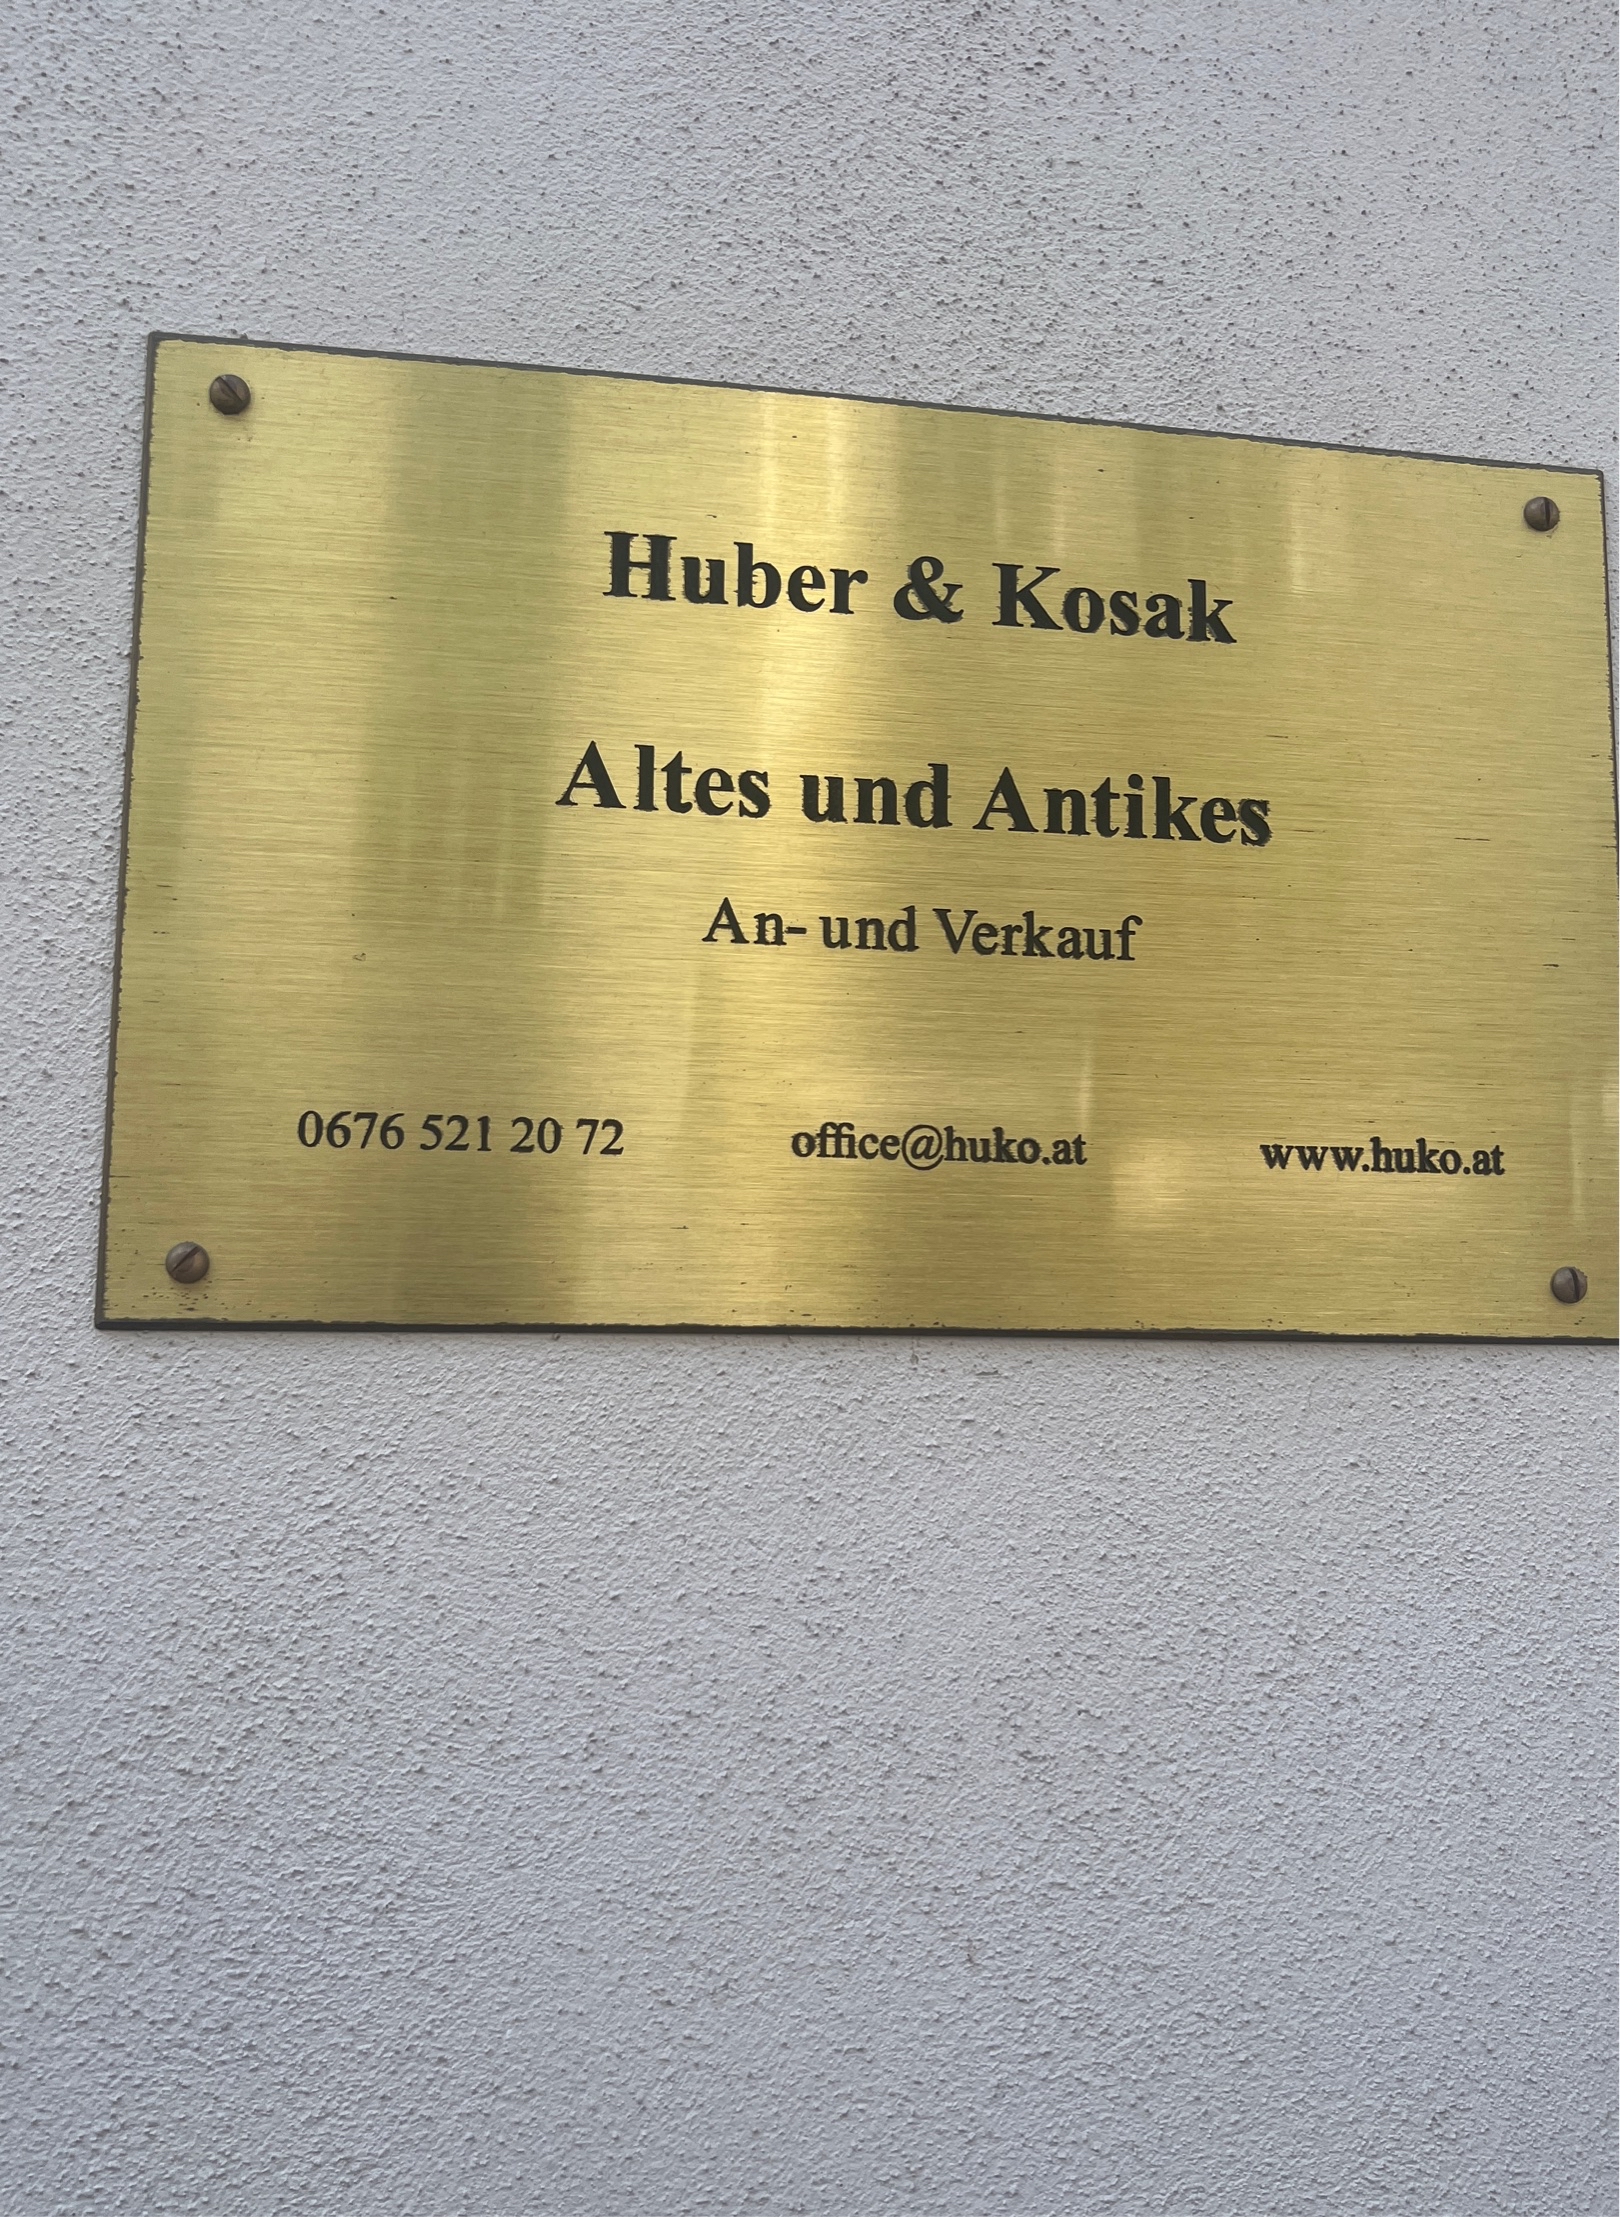 Huber & Kosak
Altes und Antikes
An- und Verkauf
0676 521 20 72 office@huko.at www.huko.at